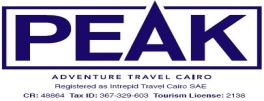 PEAK
ADVENTURE TRAVEL CAIRO
Registered as Intrepid Travel Cairo SAE
CR: 48864 Tax ID: 367-329-603 Tourism License: 2138